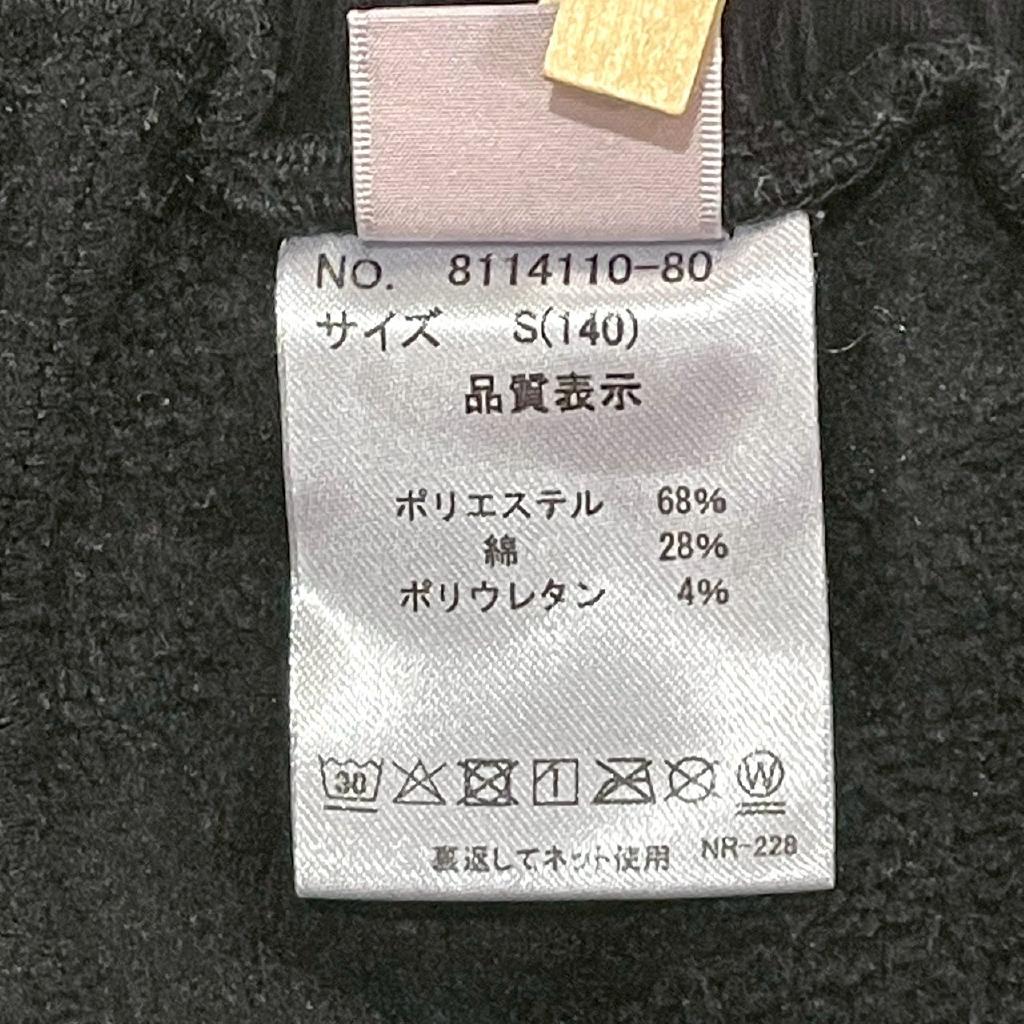 No. 8114110-80
サイズ S(140)
品質表示
ポリエステル 68%
綿 28%
ポリウレタン 4%
30
W
裏返してネット使用 NR-228